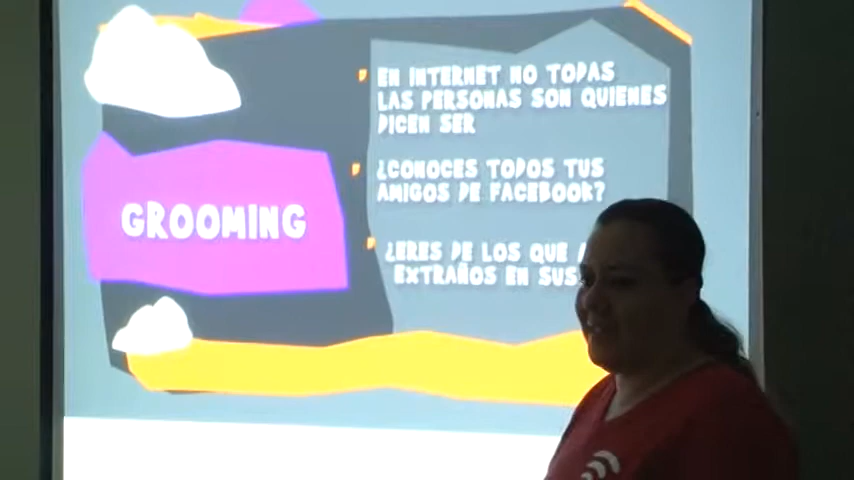 GROOMING
EN INTERNET NO TODAS
LAS PERSONAS SON QUIENES
DICEN SER
¿CONOCES TODOS TUS
AMIGOS DE FACEBOOK?
¿ERES DE LOS QUE
EXTRAÑOS EN SUS